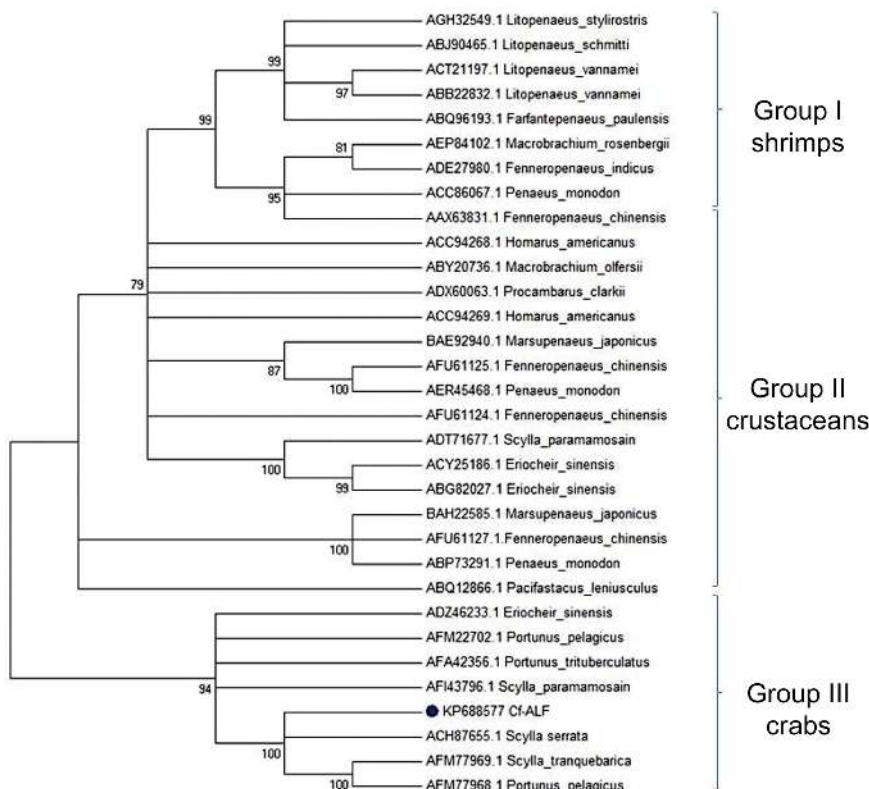 AGH32549.1 Litopenaeus_stylirostris
ABJ90465.1 Litopenaeus_schmitti
99
ACT21197.1 Litopenaeus_vannamei
97
ABB22832.1 Litopenaeus_vannamei
99
ABQ96193.1 Farfantepenaeus_paulensis
Group I
shrimps
81
AEP84102.1 Macrobrachium_rosenbergii
ADE27980.1 Fenneropenaeus_indicus
95
ACC86067.1 Penaeus_monodon
AAX63831.1 Fenneropenaeus_chinensis
ACC94268.1 Homarus_americanus
ABY20736.1 Macrobrachium_olfersii
79
ADX60063.1 Procambarus_clarkii
ACC94269.1 Homarus_americanus
BAE92940.1 Marsupenaeus_japonicus
87
AFU61125.1 Fenneropenaeus_chinensis
100
AER45468.1 Penaeus_monodon
Group II
crustaceans
AFU61124.1 Fenneropenaeus_chinensis
ADT71677.1 Scylla_paramamosain
100
ACY25186.1 Eriocheir_sinensis
99
ABG82027.1 Eriocheir_sinensis
BAH22585.1 Marsupenaeus_japonicus
100
AFU61127.1.Fenneropenaeus_chinensis
ABP73291.1 Penaeus_monodon
ABQ12866.1 Pacifastacus_leniusculus
ADZ46233.1 Eriocheir_sinensis
AFM22702.1 Portunus_pelagicus
AFA42356.1 Portunus_trituberculatus
94
AFI43796.1 Scylla_paramamosain
Group III
crabs
KP688577 Cf-ALF
100
ACH87655.1 Scylla serrata
AFM77969.1 Scylla_tranquebarica
100
AFM77968.1 Portunus_pelagicus